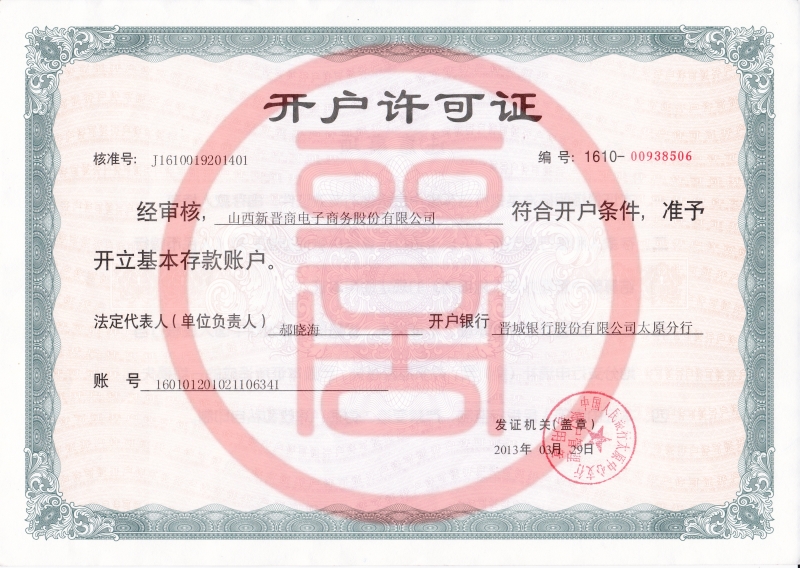 开户许可证
核准号: J1610019201401 编 号: 1610- 00938506
经审核, 山西新晋商电子商务股份有限公司 符合开户条件, 准予
开立基本存款账户。
法定代表人(单位负责人) 郝晓海 开户银行 晋城银行股份有限公司太原分行
账 号 160101201021106341
发证机关(盖章)
2013年 03月 29日
中国人民银行太原中心支行